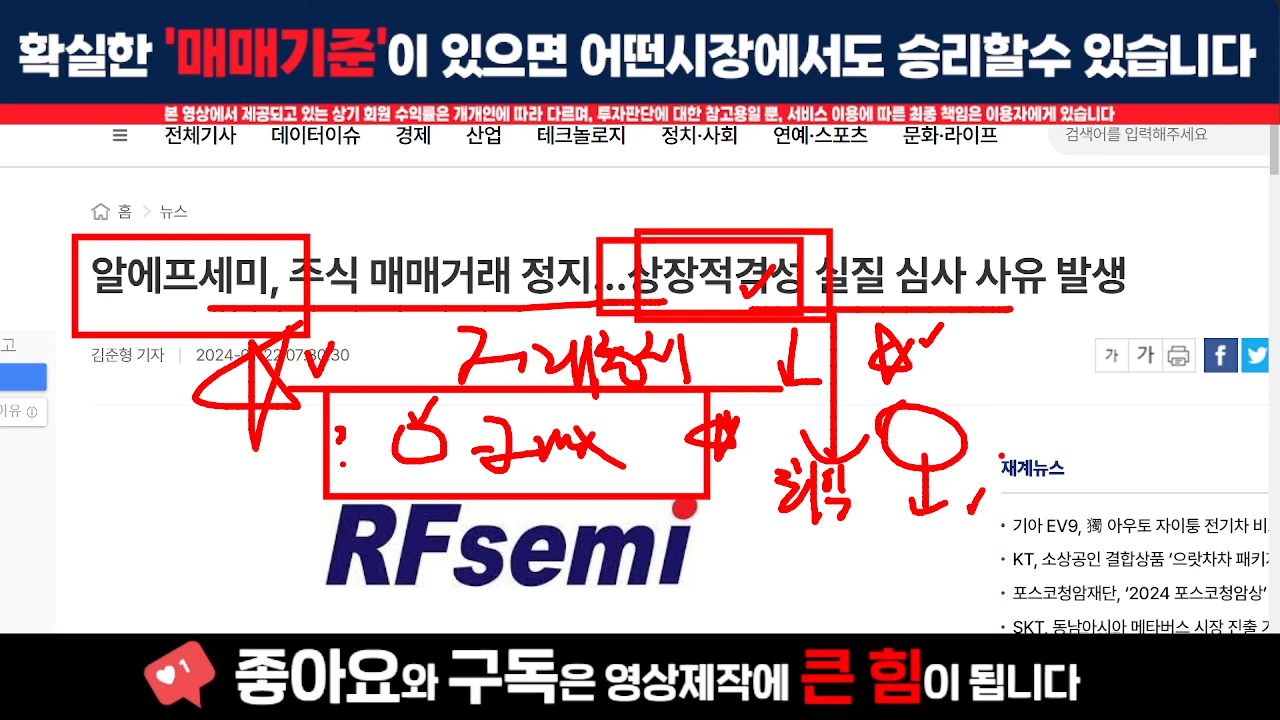 확실한 '매매기준'이 있으면 어떤시장에서도 승리할수 있습니다
본 영상에서 제공되고 있는 상기 회원 수익률은 개개인에 따라 다르며, 투자판단에 대한 참고용일 뿐, 서비스 이용에 따른 최종 책임은 이용자에게 있습니다
전체기사 데이터이슈 경제 산업 테크놀로지 정치·사회 연예·스포츠 문화·라이프 검색어를 입력해주세요
홈 뉴스
알에프세미, 주식 매매거래 정지...상장적격성 실질 심사 사유 발생
고
김준형 기자 2024- 22 07:30:30
가 가
이유
거래정지
재계뉴스
RFsemi
기아 EV9, 獨 아우토 자이퉁 전기차 비
KT, 소상공인 결합상품 '으랏차차 패키지
포스코청암재단, '2024 포스코청암상'
SKT, 동남아시아 메타버스 시장 진출
1
좋아요와 구독은 영상제작에 큰 힘이 됩니다